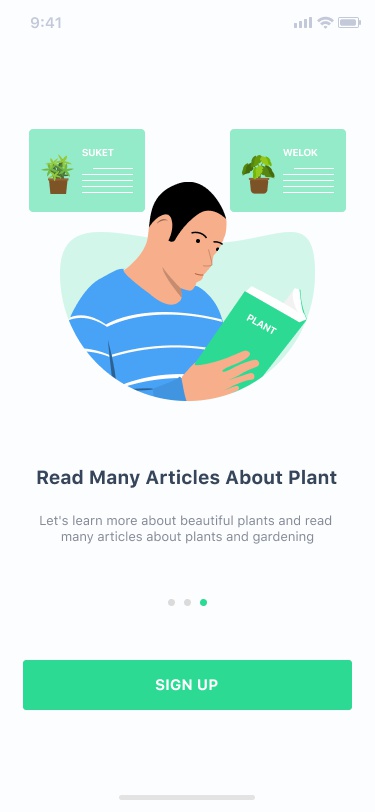 9:41
SUKET
WELOK
PLANT
Read Many Articles About Plant
Let's learn more about beautiful plants and read
many articles about plants and gardening
SIGN UP